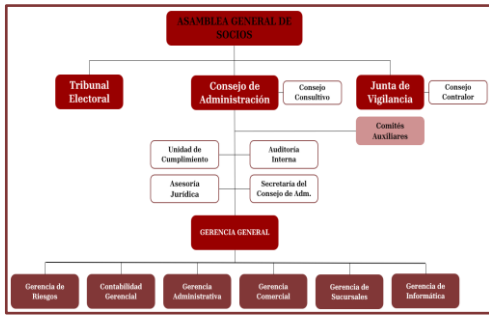 ASAMBLEA GENERAL DE
SOCIOS
Tribunal
Electoral
Consejo de
Administración
Consejo
Consultivo
Junta de
Vigilancia
Consejo
Contralor
Comités
Auxiliares
Unidad de
Cumplimiento
Auditoría
Interna
Asesoría
Jurídica
Secretaría del
Consejo de Adm.
GERENCIA GENERAL
Gerencia de
Riesgos
Contabilidad
Gerencial
Gerencia
Administrativa
Gerencia
Comercial
Gerencia de
Sucursales
Gerencia de
Informática